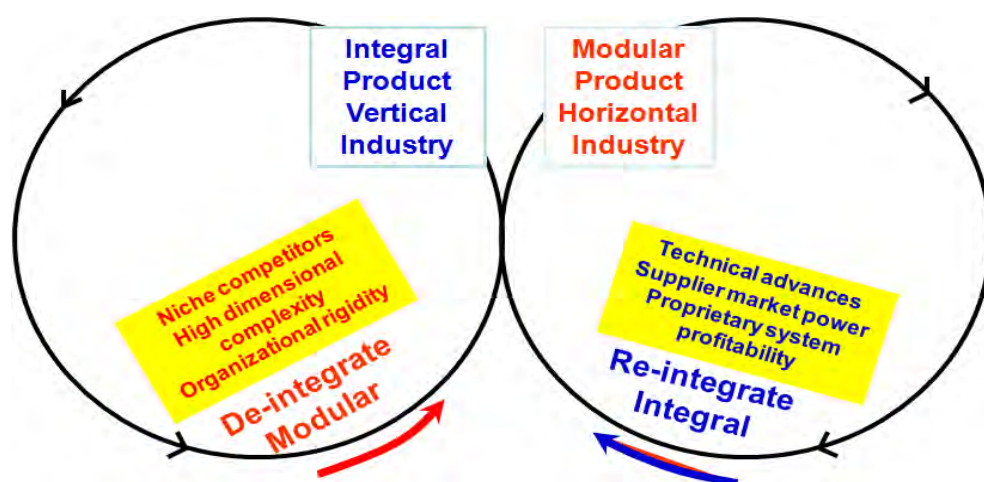 Integral
Product
Vertical
Industry
Modular
Product
Horizontal
Industry
Niche competitors
High dimensional
complexity
Organizational rigidity
De-integrate
Modular
Technical advances
Supplier market power
Proprietary system
profitability
Re-integrate
Integral